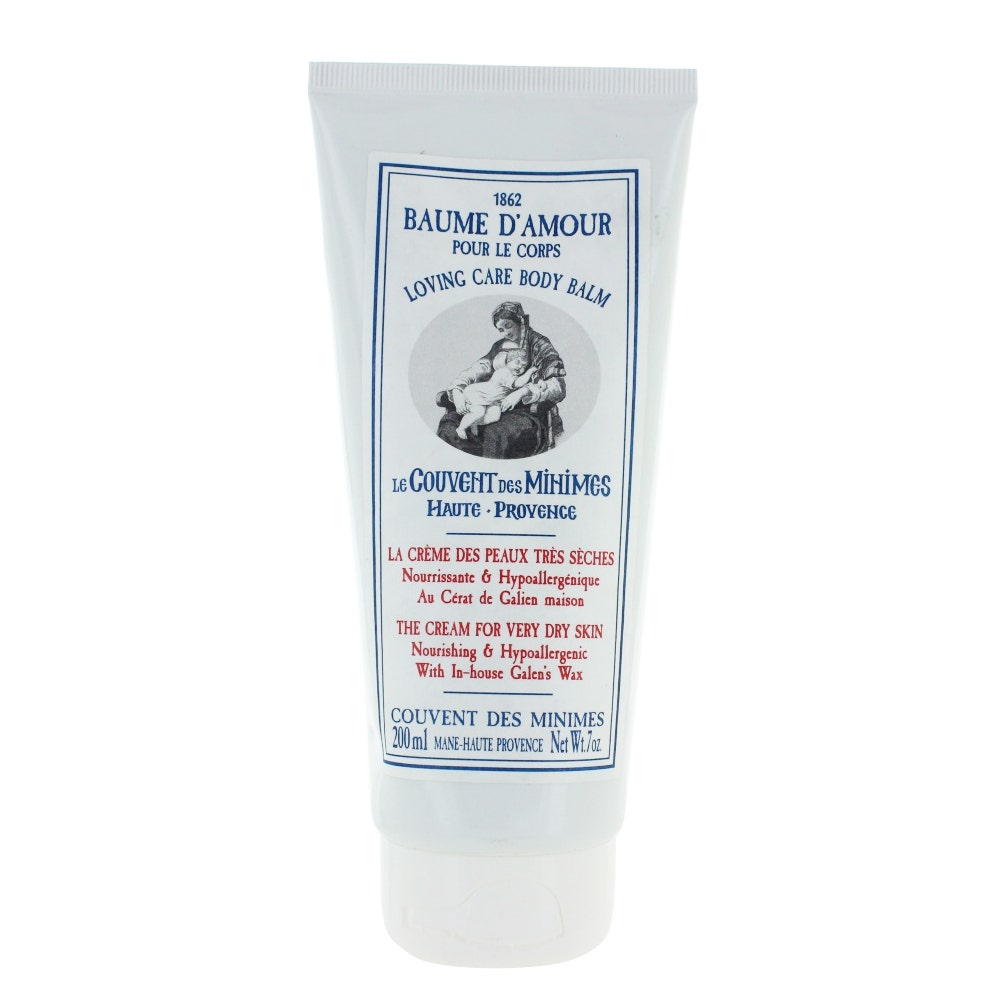 1862
BAUME D'AMOUR
POUR LE CORPS
LOVING CARE BODY BALM
LE COUVENT DES MINIMES
HAUTE · PROVENCE
LA CRÈME DES PEAUX TRÈS SÈCHES
Nourrissante & Hypoallergénique
Au Cérat de Galien maison
THE CREAM FOR VERY DRY SKIN
Nourishing & Hypoallergenic
With In-house Galen's Wax
COUVENT DES MINIMES
200ml MANE-HAUTE PROVENCE Net Wt.7oz.